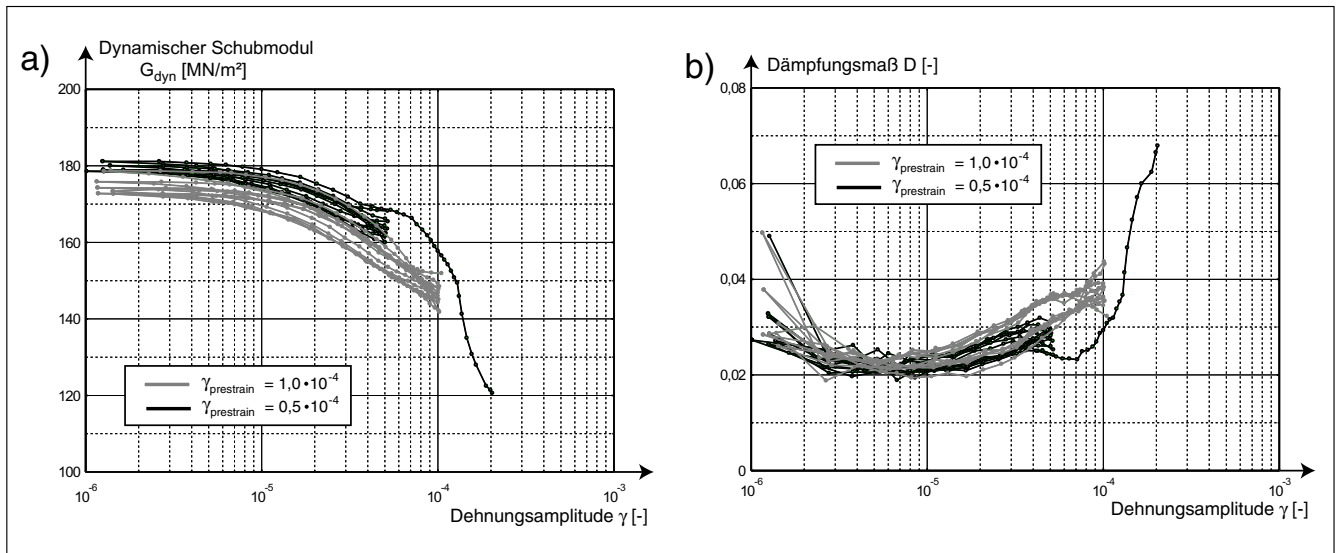 a)
Dynamischer Schubmodul
G_dyn [MN/m²]
200
180
160
140
120
100
γ_prestrain = 1,0•10⁻⁴
γ_prestrain = 0,5•10⁻⁴
10⁻⁶
10⁻⁵
10⁻⁴
10⁻³
Dehnungsamplitude γ [-]
b)
Dämpfungsmaß D [-]
0,08
0,06
0,04
0,02
0
γ_prestrain = 1,0•10⁻⁴
γ_prestrain = 0,5•10⁻⁴
10⁻⁶
10⁻⁵
10⁻⁴
10⁻³
Dehnungsamplitude γ [-]